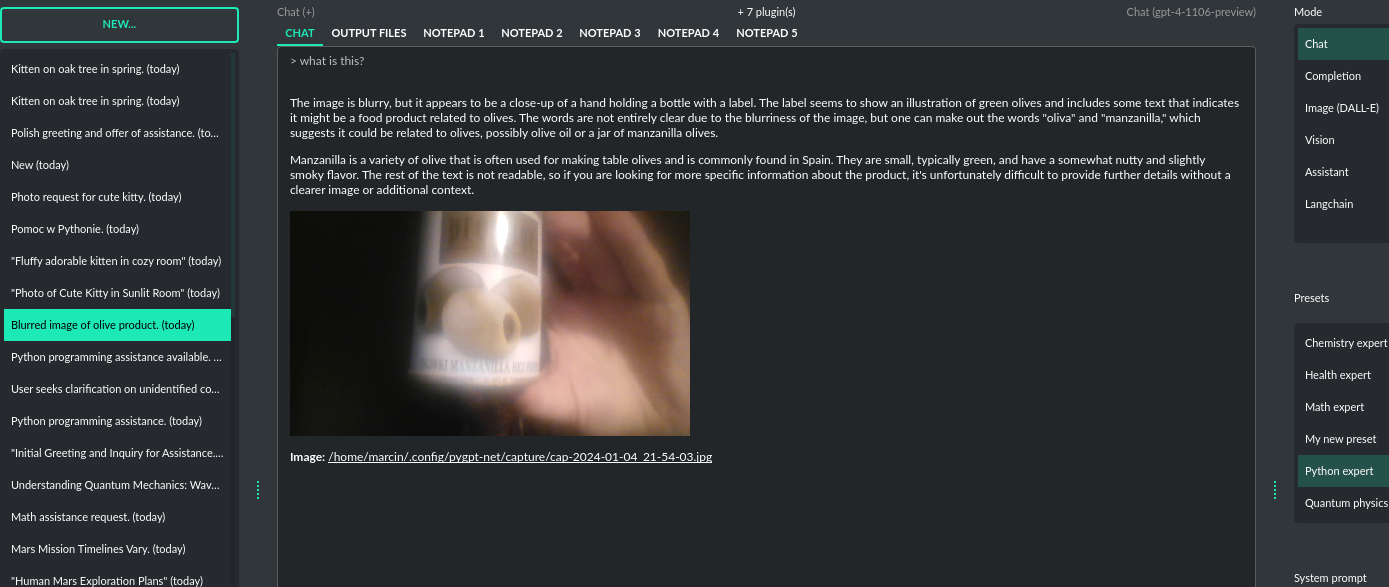 NEW...
Kitten on oak tree in spring. (today)
Kitten on oak tree in spring. (today)
Polish greeting and offer of assistance. (to...
New (today)
Photo request for cute kitty. (today)
Pomoc w Pythonie. (today)
"Fluffy adorable kitten in cozy room" (today)
"Photo of Cute Kitty in Sunlit Room" (today)
Blurred image of olive product. (today)
Python programming assistance available. ...
User seeks clarification on unidentified co...
Python programming assistance. (today)
"Initial Greeting and Inquiry for Assistance....
Understanding Quantum Mechanics: Wav...
Math assistance request. (today)
Mars Mission Timelines Vary. (today)
"Human Mars Exploration Plans" (today)
Chat (+)
+ 7 plugin(s)
Chat (gpt-4-1106-preview)
CHAT OUTPUT FILES NOTEPAD 1 NOTEPAD 2 NOTEPAD 3 NOTEPAD 4 NOTEPAD 5
> what is this?
The image is blurry, but it appears to be a close-up of a hand holding a bottle with a label. The label seems to show an illustration of green olives and includes some text that indicates
it might be a food product related to olives. The words are not entirely clear due to the blurriness of the image, but one can make out the words "oliva" and "manzanilla," which
suggests it could be related to olives, possibly olive oil or a jar of manzanilla olives.
Manzanilla is a variety of olive that is often used for making table olives and is commonly found in Spain. They are small, typically green, and have a somewhat nutty and slightly
smoky flavor. The rest of the text is not readable, so if you are looking for more specific information about the product, it's unfortunately difficult to provide further details without a
clearer image or additional context.
MANZANILLA
Image: /home/marcin/.config/pygpt-net/capture/cap-2024-01-04_21-54-03.jpg
Mode
Chat
Completion
Image (DALL-E)
Vision
Assistant
Langchain
Presets
Chemistry expert
Health expert
Math expert
My new preset
Python expert
Quantum physics
System prompt